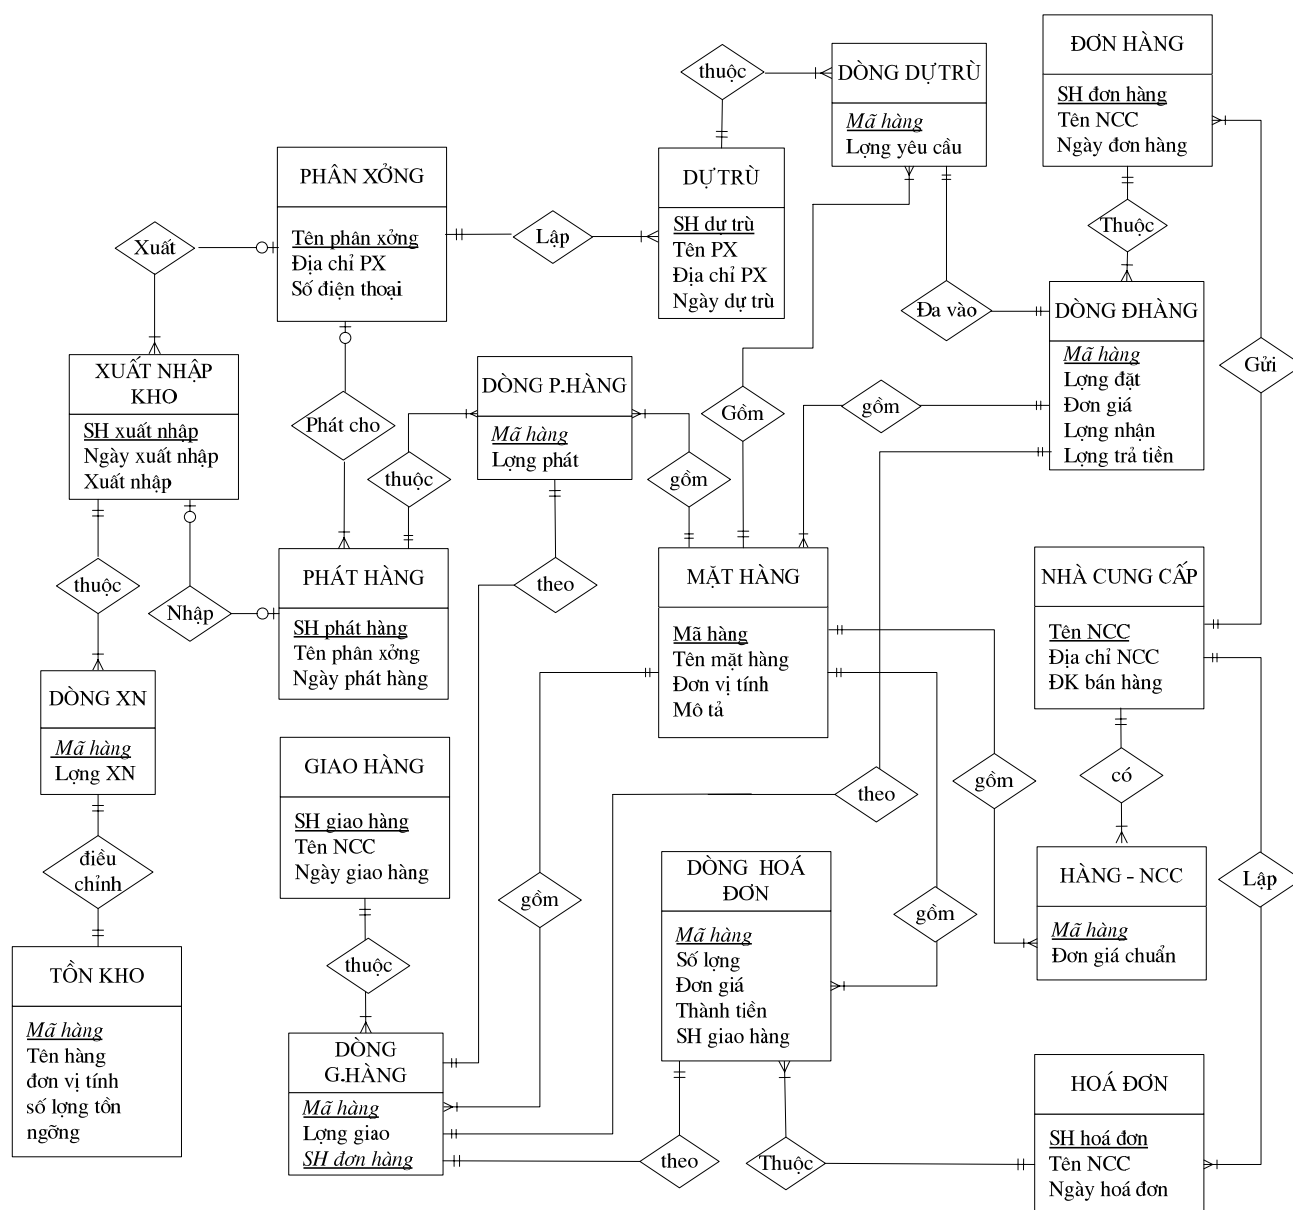 ĐƠN HÀNG
SH đơn hàng
Tên NCC
Ngày đơn hàng
thuộc
DÒNG DỰ TRÙ
Mã hàng
Lợng yêu cầu
PHÂN XỞNG
Tên phân xởng
Địa chỉ PX
Số điện thoại
DỰ TRÙ
SH dự trù
Tên PX
Địa chỉ PX
Ngày dự trù
Xuất
Lập
Thuộc
Đa vào
DÒNG ĐHÀNG
Mã hàng
Lợng đặt
Đơn giá
Lợng nhận
Lợng trả tiền
Gửi
XUẤT NHẬP
KHO
SH xuất nhập
Ngày xuất nhập
Xuất nhập
Phát cho
DÒNG P.HÀNG
Mã hàng
Lợng phát
Gồm
gồm
thuộc
gồm
thuộc
Nhập
PHÁT HÀNG
SH phát hàng
Tên phân xởng
Ngày phát hàng
theo
MẶT HÀNG
Mã hàng
Tên mặt hàng
Đơn vị tính
Mô tả
NHÀ CUNG CẤP
Tên NCC
Địa chỉ NCC
ĐK bán hàng
DÒNG XN
Mã hàng
Lợng XN
GIAO HÀNG
SH giao hàng
Tên NCC
Ngày giao hàng
theo
gồm
có
điều
chỉnh
gồm
DÒNG HOÁ
ĐƠN
Mã hàng
Số lợng
Đơn giá
Thành tiền
SH giao hàng
gồm
HÀNG - NCC
Mã hàng
Đơn giá chuẩn
Lập
TỒN KHO
Mã hàng
Tên hàng
đơn vị tính
số lợng tồn
ngỡng
thuộc
DÒNG
G.HÀNG
Mã hàng
Lợng giao
SH đơn hàng
theo
Thuộc
HOÁ ĐƠN
SH hoá đơn
Tên NCC
Ngày hoá đơn